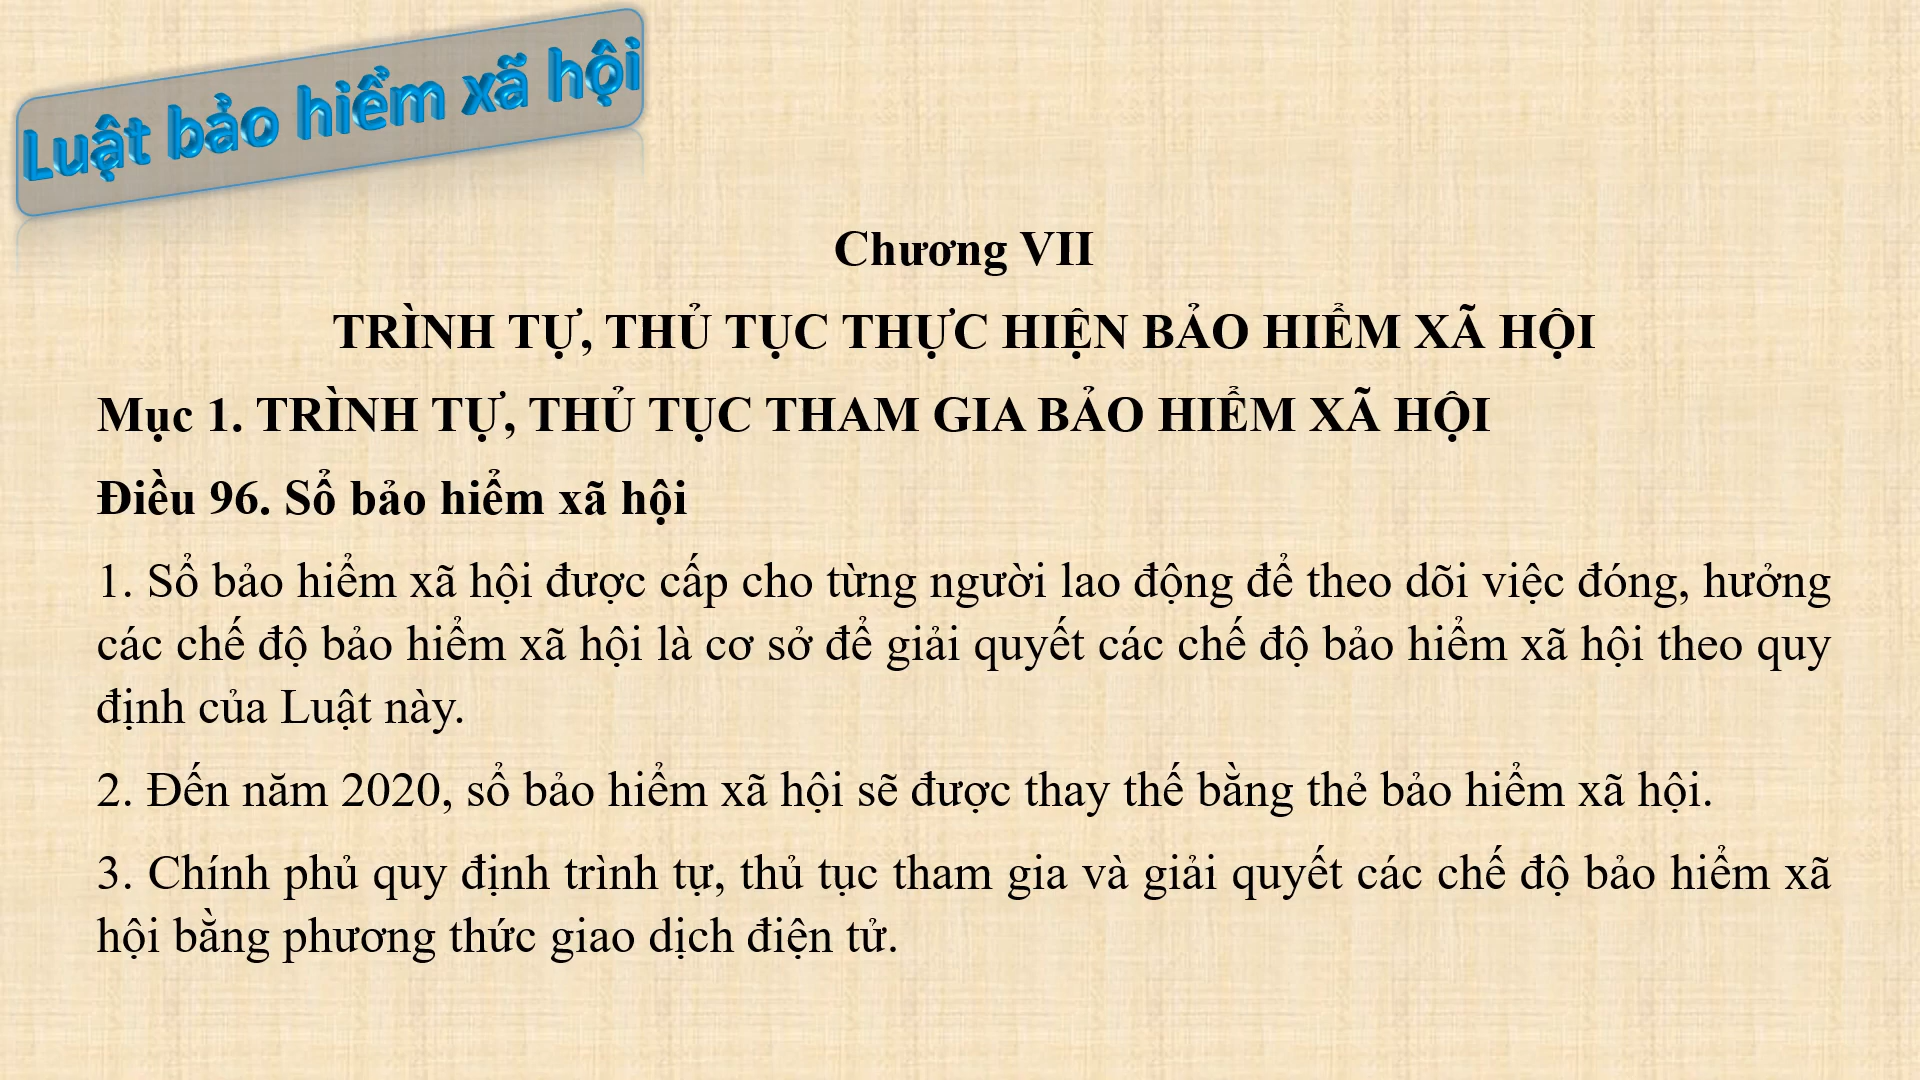 Luật bảo hiểm xã hội
Chương VII
TRÌNH TỰ, THỦ TỤC THỰC HIỆN BẢO HIỂM XÃ HỘI
Mục 1. TRÌNH TỰ, THỦ TỤC THAM GIA BẢO HIỂM XÃ HỘI
Điều 96. Sổ bảo hiểm xã hội
1. Sổ bảo hiểm xã hội được cấp cho từng người lao động để theo dõi việc đóng, hưởng
các chế độ bảo hiểm xã hội là cơ sở để giải quyết các chế độ bảo hiểm xã hội theo quy
định của Luật này.
2. Đến năm 2020, sổ bảo hiểm xã hội sẽ được thay thế bằng thẻ bảo hiểm xã hội.
3. Chính phủ quy định trình tự, thủ tục tham gia và giải quyết các chế độ bảo hiểm xã
hội bằng phương thức giao dịch điện tử.